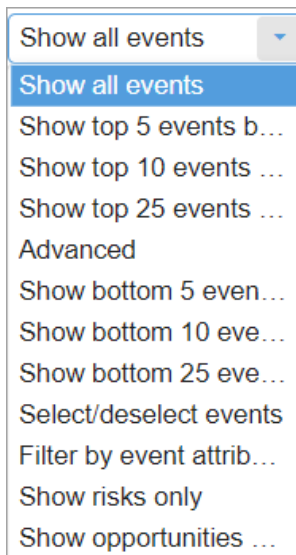 Show all events
Show all events
Show top 5 events b…
Show top 10 events …
Show top 25 events …
Advanced
Show bottom 5 even…
Show bottom 10 eve…
Show bottom 25 eve…
Select/deselect events
Filter by event attrib…
Show risks only
Show opportunities …